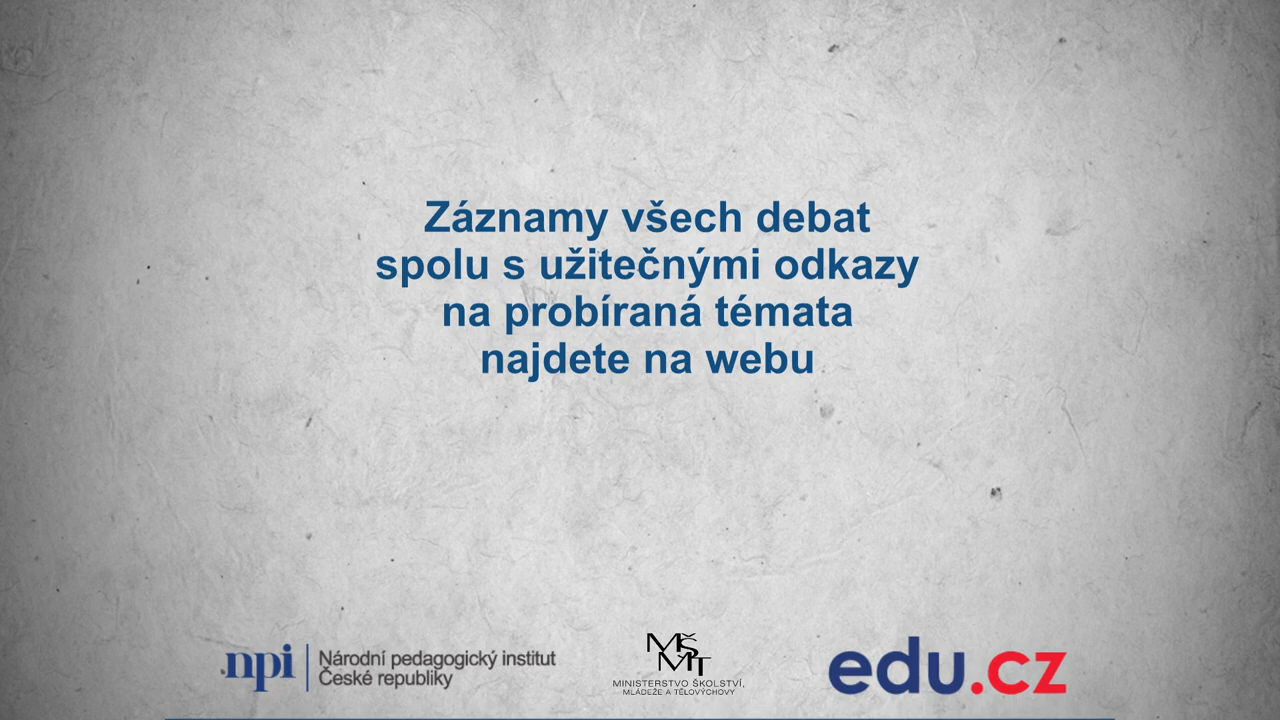 Záznamy všech debat
spolu s užitečnými odkazy
na probíraná témata
najdete na webu
.npi
Národní pedagogický institut
České republiky
MŠMT
MINISTERSTVO ŠKOLSTVÍ,
MLÁDEŽE A TĚLOVÝCHOVY
edu.cz